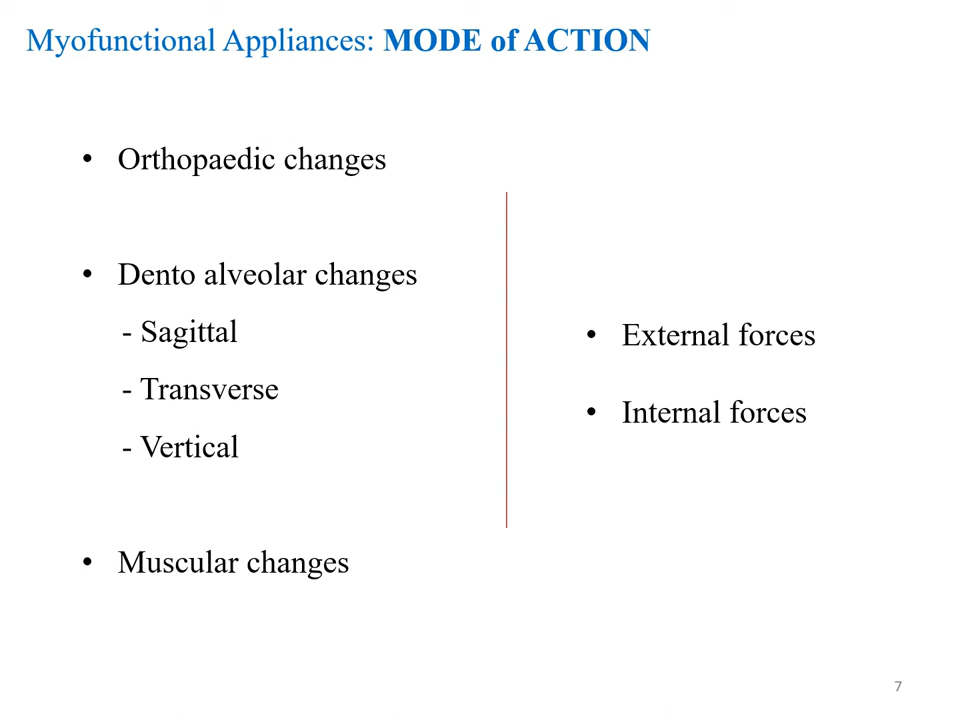 Myofunctional Appliances: MODE of ACTION
• Orthopaedic changes
• Dento alveolar changes
- Sagittal
- Transverse
- Vertical
• Muscular changes
• External forces
• Internal forces
7